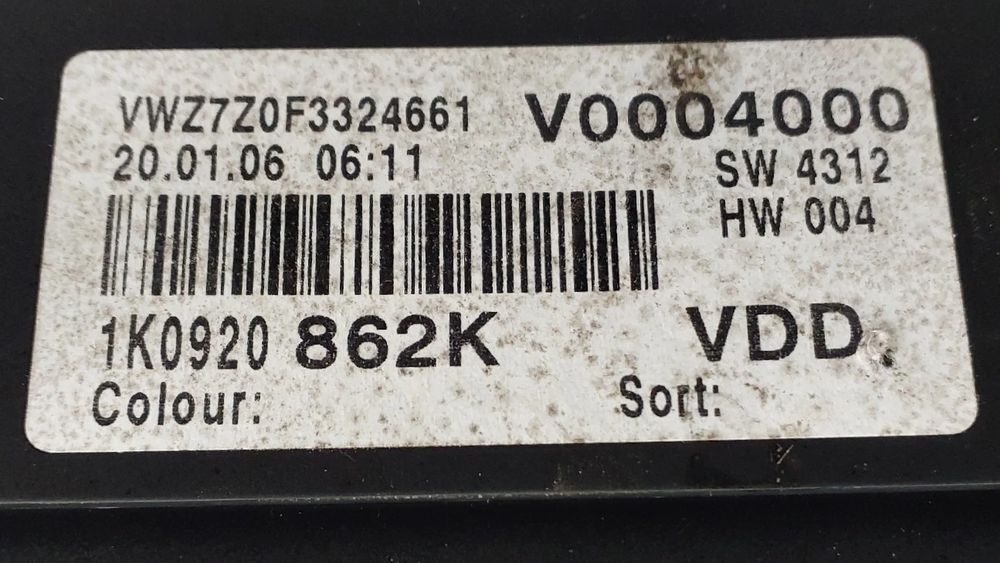 VWZ7Z0F3324661 V0004000
20.01.06 06:11 SW 4312
HW 004
1K0920 862K VDD
Colour: Sort: